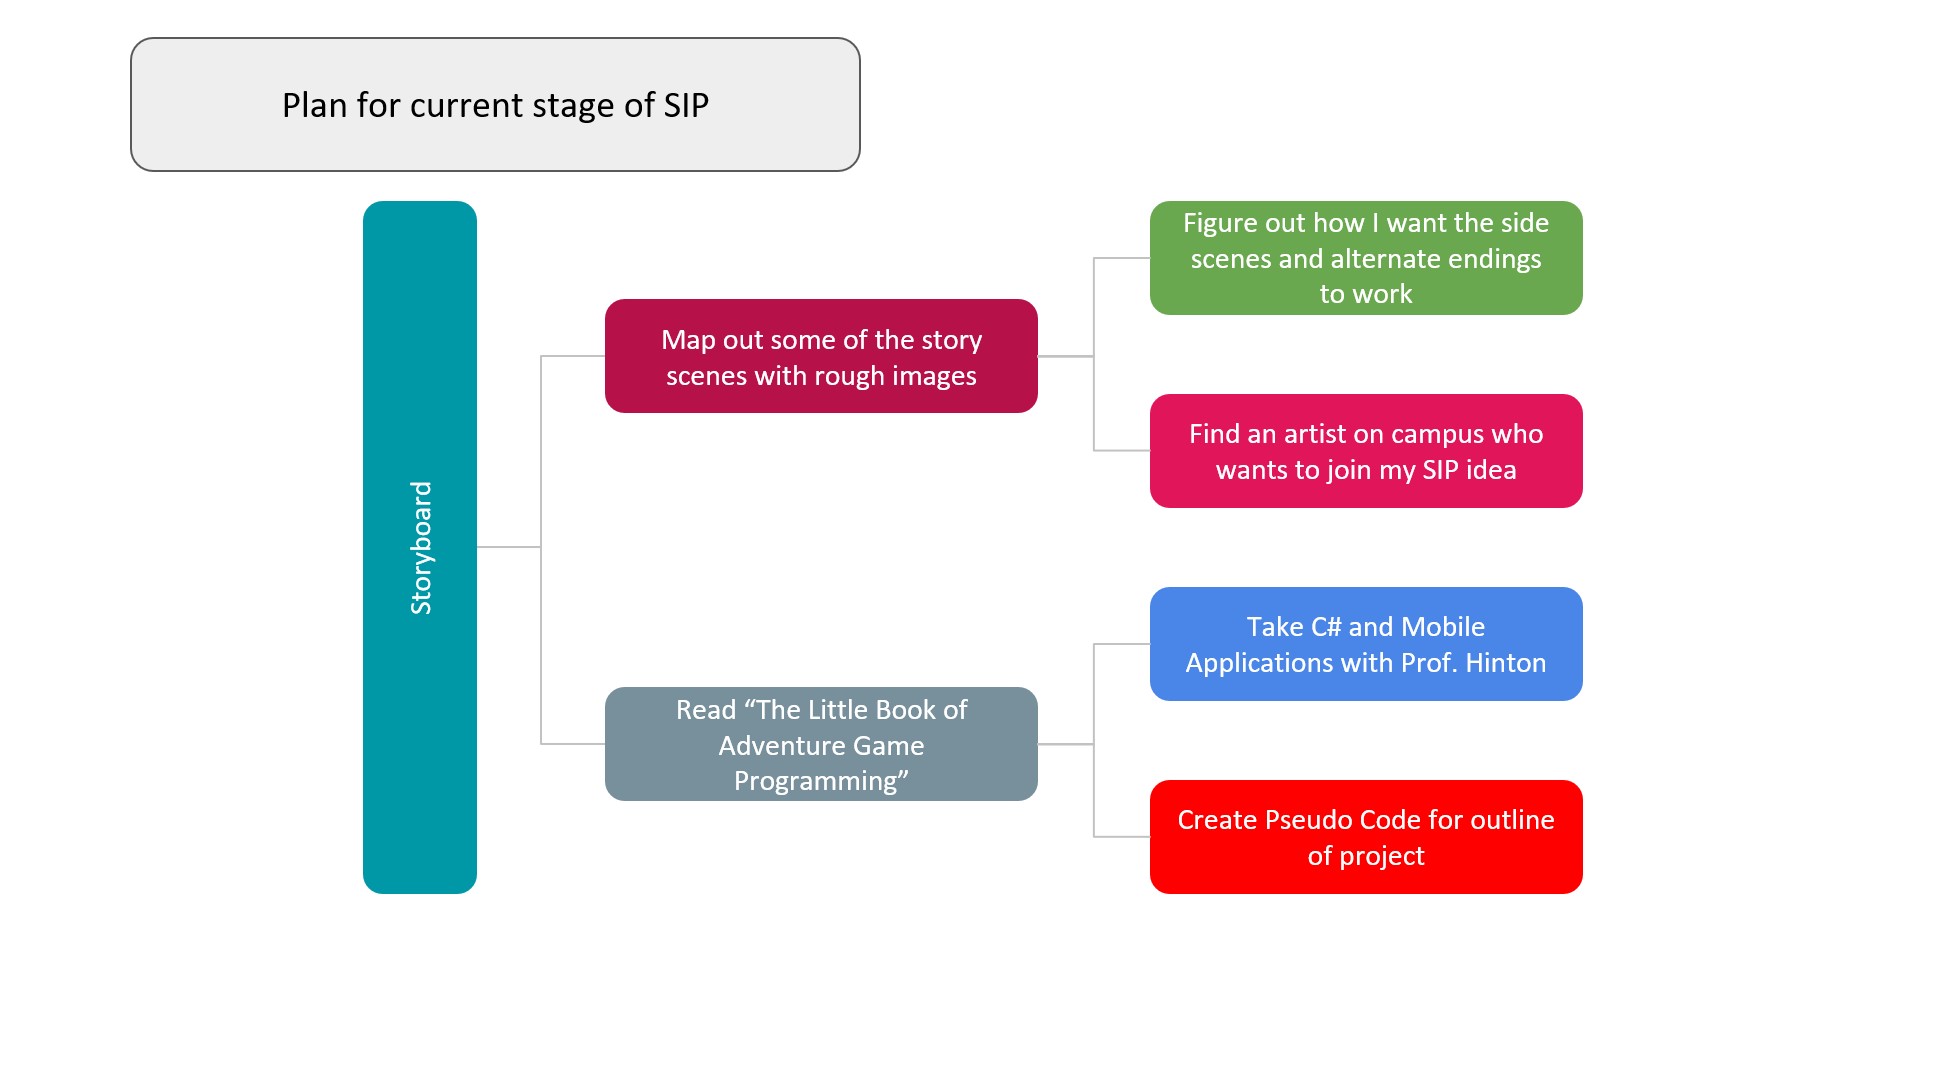 Plan for current stage of SIP
Storyboard
Map out some of the story
scenes with rough images
Figure out how I want the side
scenes and alternate endings
to work
Find an artist on campus who
wants to join my SIP idea
Read “The Little Book of
Adventure Game
Programming”
Take C# and Mobile
Applications with Prof. Hinton
Create Pseudo Code for outline
of project